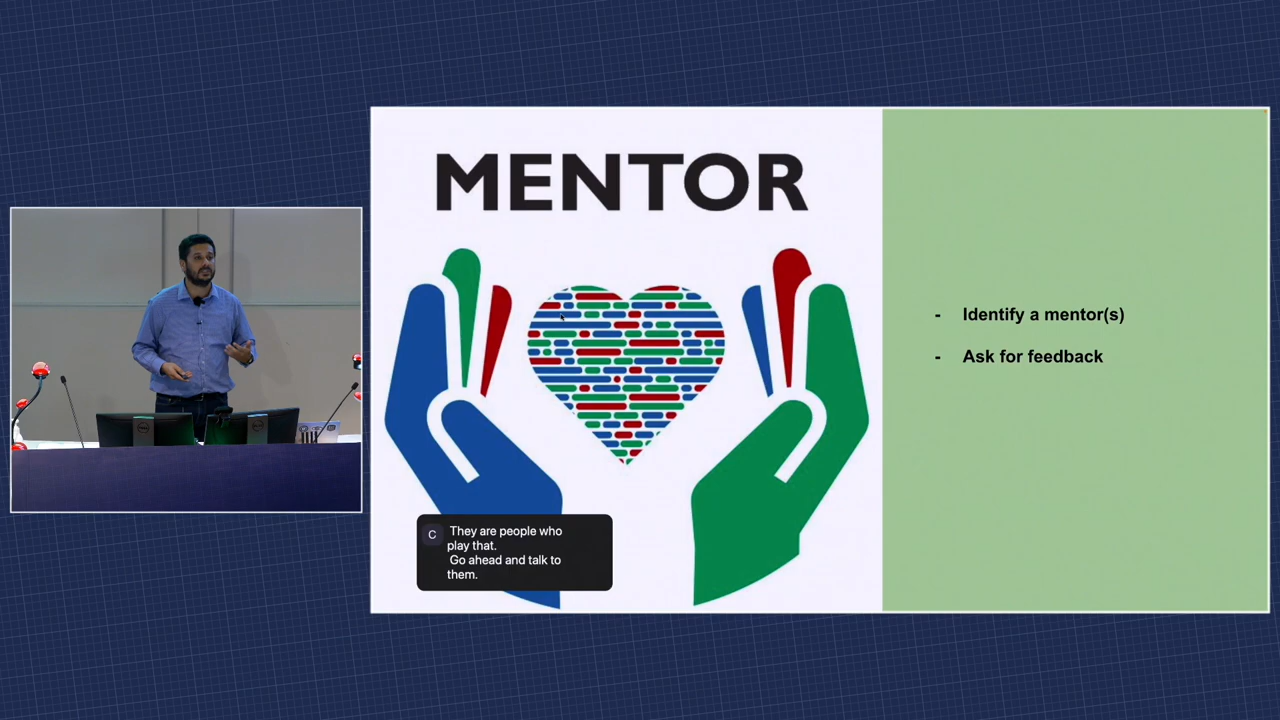 MENTOR
- Identify a mentor(s)
- Ask for feedback
C
They are people who
play that.
Go ahead and talk to
them.